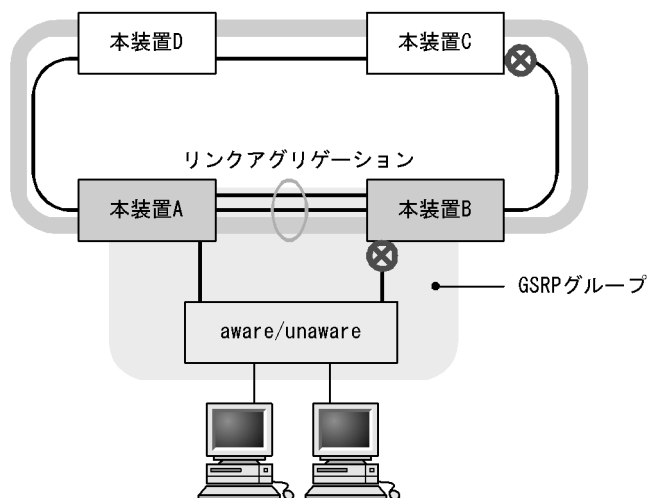 本装置D
本装置C
リンクアグリゲーション
本装置A
本装置B
GSRPグループ
aware/unaware